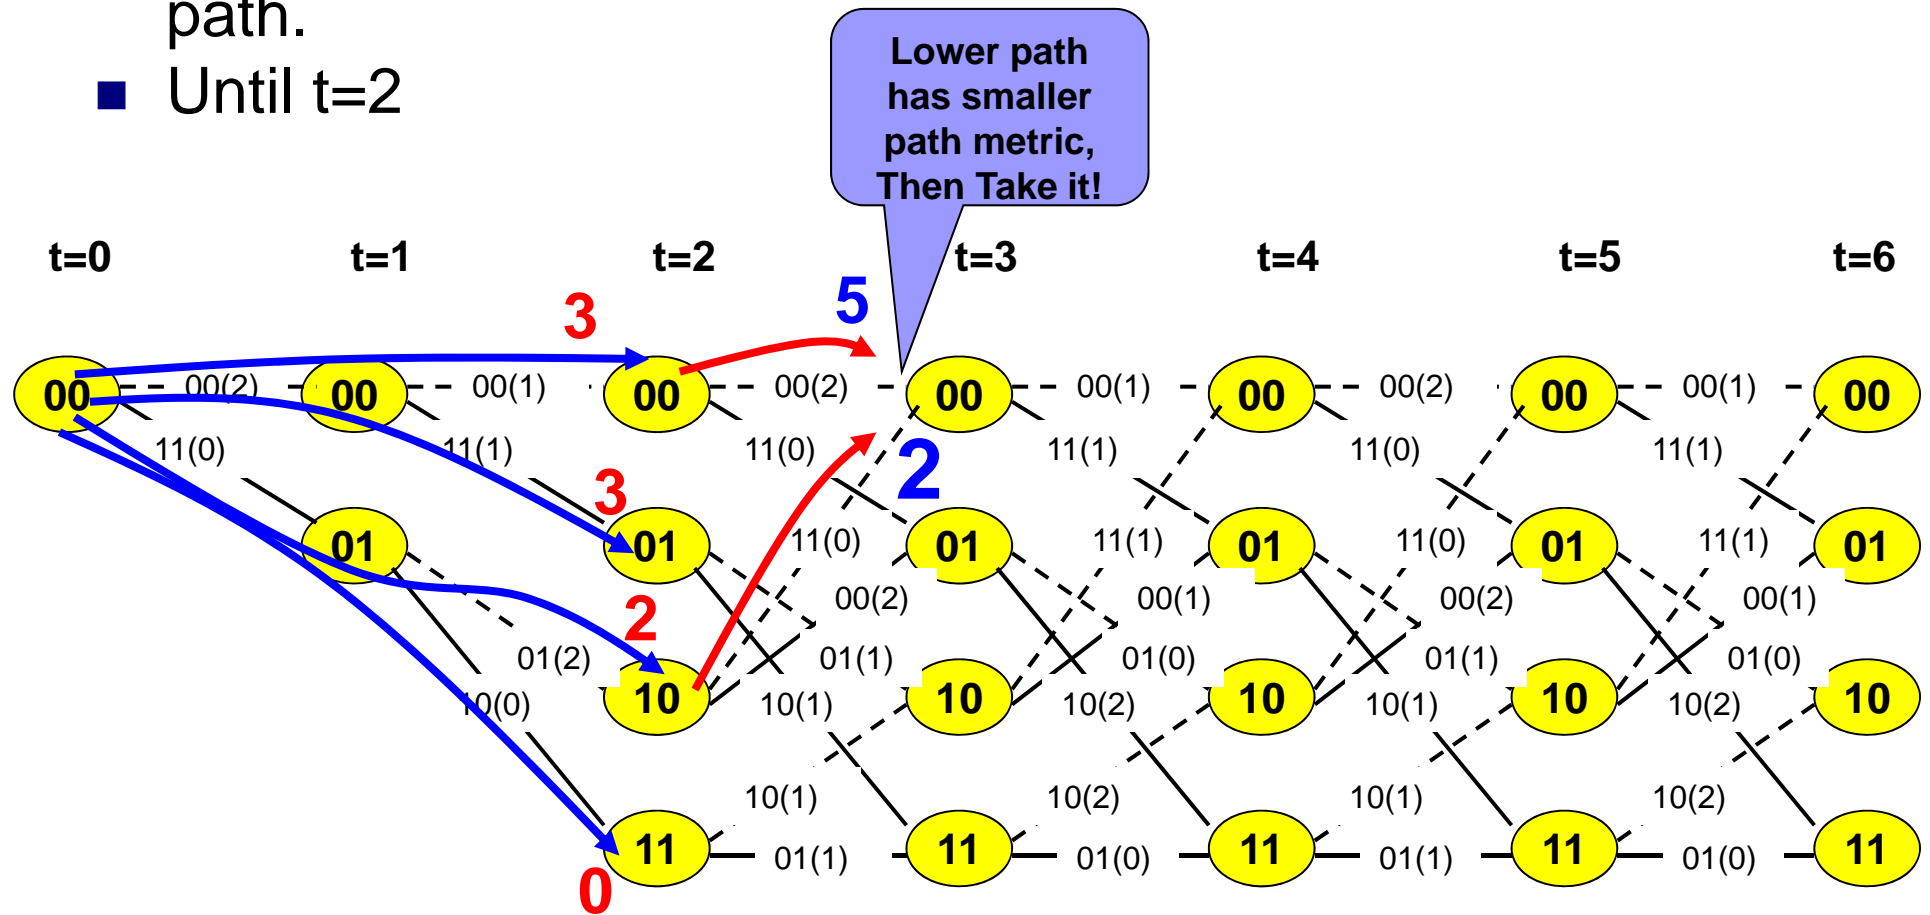 path.
Until t=2
Lower path
has smaller
path metric,
Then Take it!
t=0 t=1 t=2 t=3 t=4 t=5 t=6
3 5
00 00(2) 00 00(1) 00 00(2) 00 00(1) 00 00(2) 00 00(1) 00
11(0) 11(1) 11(0) 2 11(1) 11(0) 11(1)
3
01 01 11(0) 01 11(1) 01 11(0) 01 11(1) 01
2 00(2) 00(1) 00(2) 00(1)
01(2) 01(1) 01(0) 01(1) 01(0)
10(0) 10 10(1) 10 10(2) 10 10(1) 10 10(2) 10
10(1) 10(2) 10(1) 10(2)
11 01(1) 11 01(0) 11 01(1) 11 01(0) 11
0